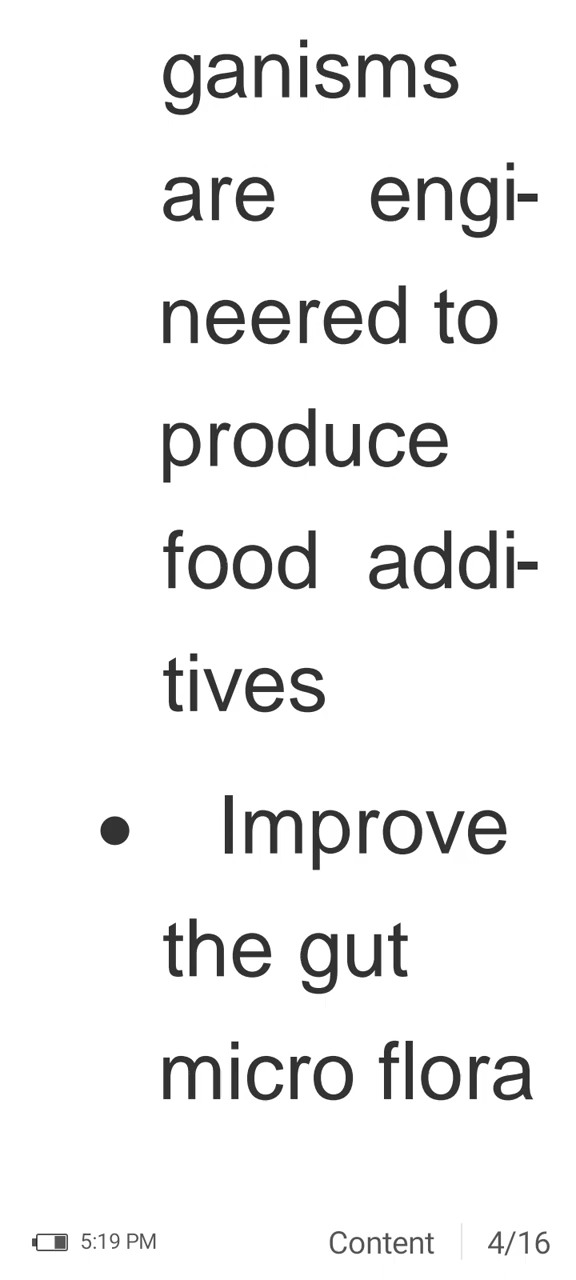 ganisms
are engi-
neered to
produce
food addi-
tives
• Improve
the gut
micro flora
5:19 PM Content 4/16